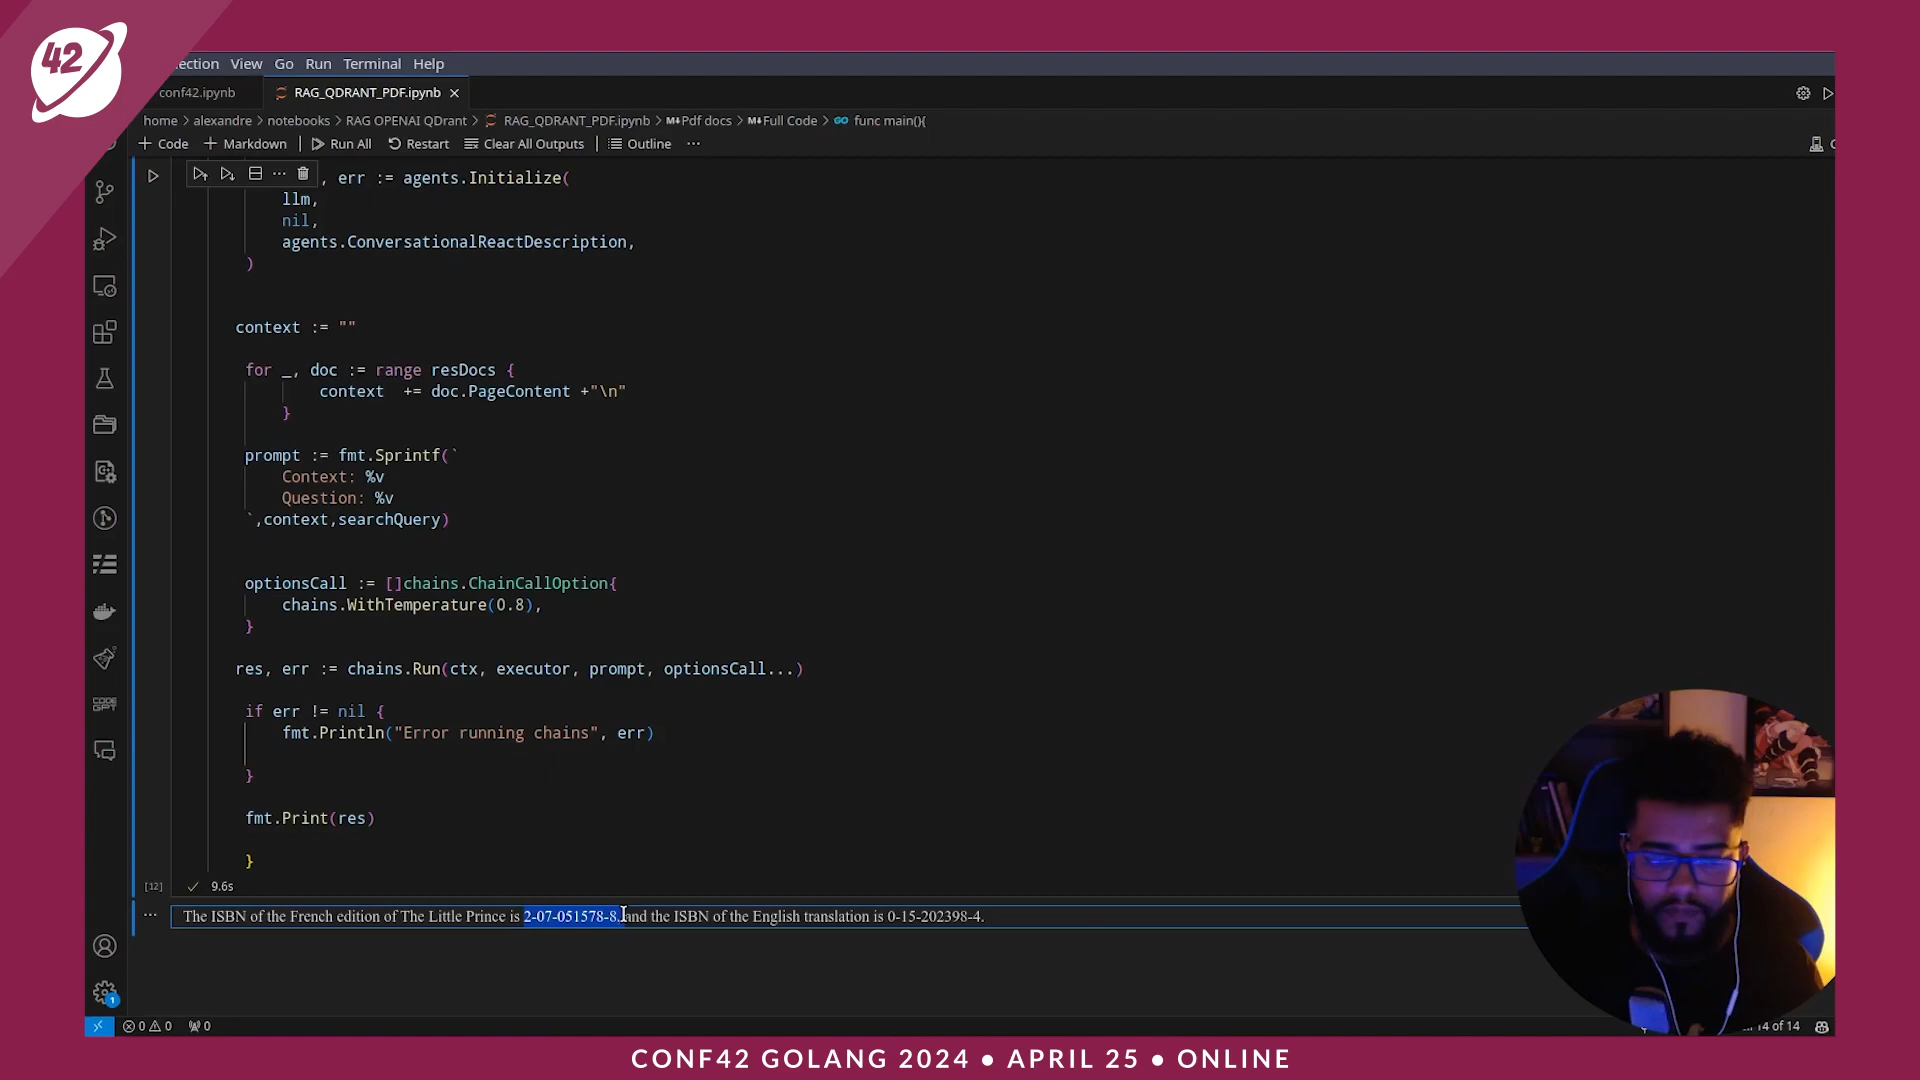 42
ection View Go Run Terminal Help
conf42.ipynb RAG_QDRANT_PDF.ipynb
home > alexandre > notebooks > RAG OPENAI QDrant > RAG_QDRANT_PDF.ipynb > M↓Pdf docs > M↓Full Code > GO func main(){
+ Code + Markdown Run All Restart Clear All Outputs Outline ...
, err := agents.Initialize(
llm,
nil,
agents.ConversationalReactDescription,
)
context := ""
for _, doc := range resDocs {
context += doc.PageContent +"\n"
}
prompt := fmt.Sprintf(`
Context: %v
Question: %v
`,context,searchQuery)
optionsCall := []chains.ChainCallOption{
chains.WithTemperature(0.8),
}
res, err := chains.Run(ctx, executor, prompt, optionsCall...)
if err != nil {
fmt.Println("Error running chains", err)
}
fmt.Print(res)
}
[12] ✓ 9.6s
... The ISBN of the French edition of The Little Prince is 2-07-051578-8, and the ISBN of the English translation is 0-15-202398-4.
CODE
GPT
1
0 0 0 14 of 14
CONF42 GOLANG 2024 ● APRIL 25 ● ONLINE